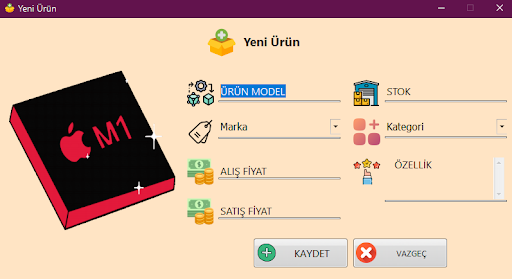 Yeni Ürün
Yeni Ürün
ÜRÜN MODEL
STOK
Marka
Kategori
ALIŞ FİYAT
ÖZELLİK
SATIŞ FİYAT
KAYDET
VAZGEÇ
M1